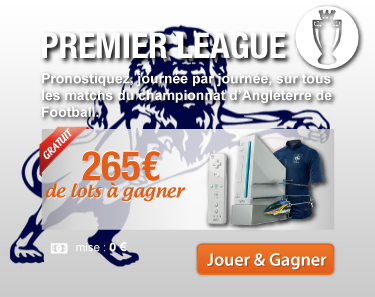 PREMIER LEAGUE
Pronostiquez, journée par journée, sur tous
les matchs du championnat d'Angleterre de
Football.
GRATUIT
265€
de lots à gagner
mise : 0 €
Jouer & Gagner